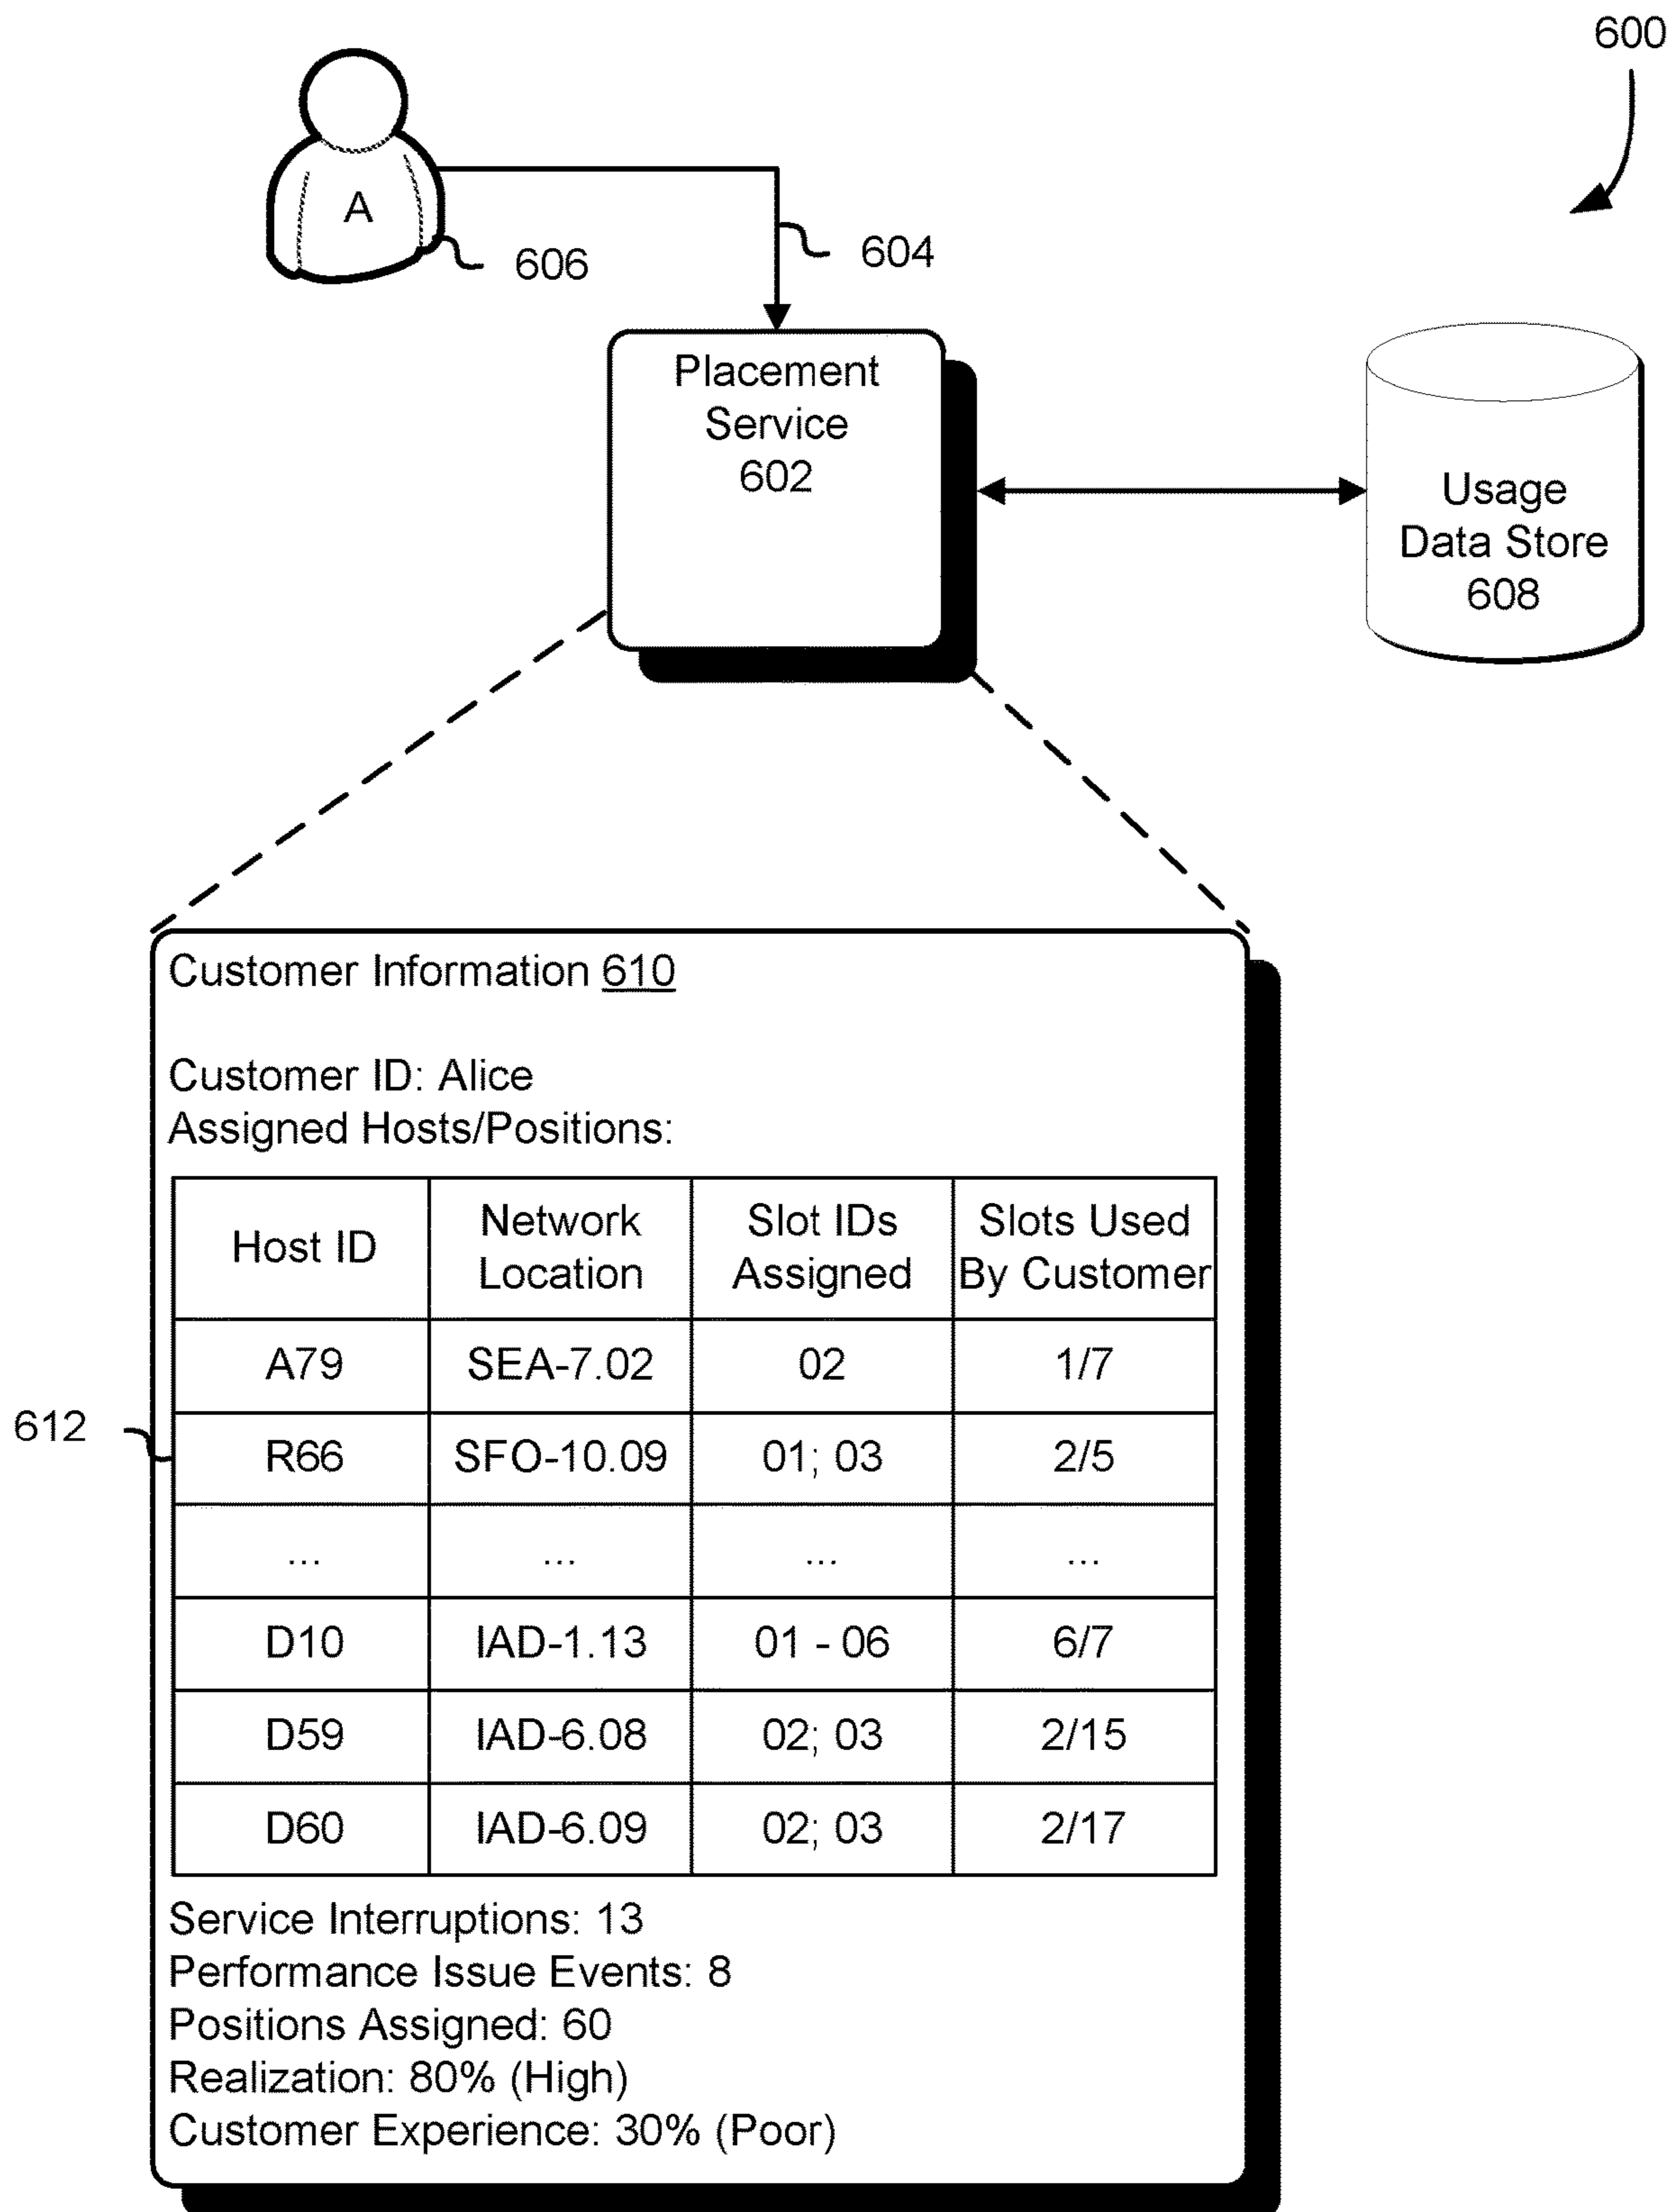 600
A
606
604
Placement
Service
602
Usage
Data Store
608
Customer Information 610
Customer ID: Alice
Assigned Hosts/Positions:
Host ID
Network
Location
Slot IDs
Assigned
Slots Used
By Customer
A79 SEA-7.02 02 1/7
612
R66 SFO-10.09 01; 03 2/5
... ... ... ...
D10 IAD-1.13 01 - 06 6/7
D59 IAD-6.08 02; 03 2/15
D60 IAD-6.09 02; 03 2/17
Service Interruptions: 13
Performance Issue Events: 8
Positions Assigned: 60
Realization: 80% (High)
Customer Experience: 30% (Poor)